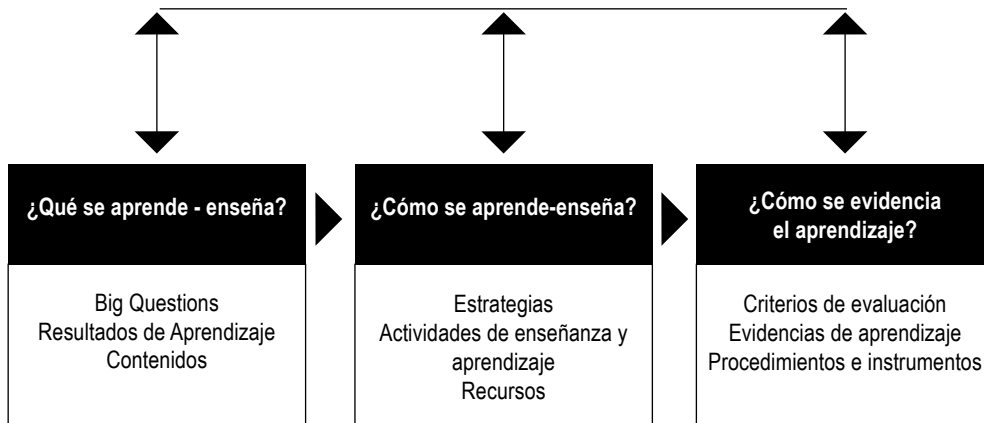 ¿Qué se aprende - enseña?
Big Questions
Resultados de Aprendizaje
Contenidos
¿Cómo se aprende-enseña?
Estrategias
Actividades de enseñanza y
aprendizaje
Recursos
¿Cómo se evidencia
el aprendizaje?
Criterios de evaluación
Evidencias de aprendizaje
Procedimientos e instrumentos